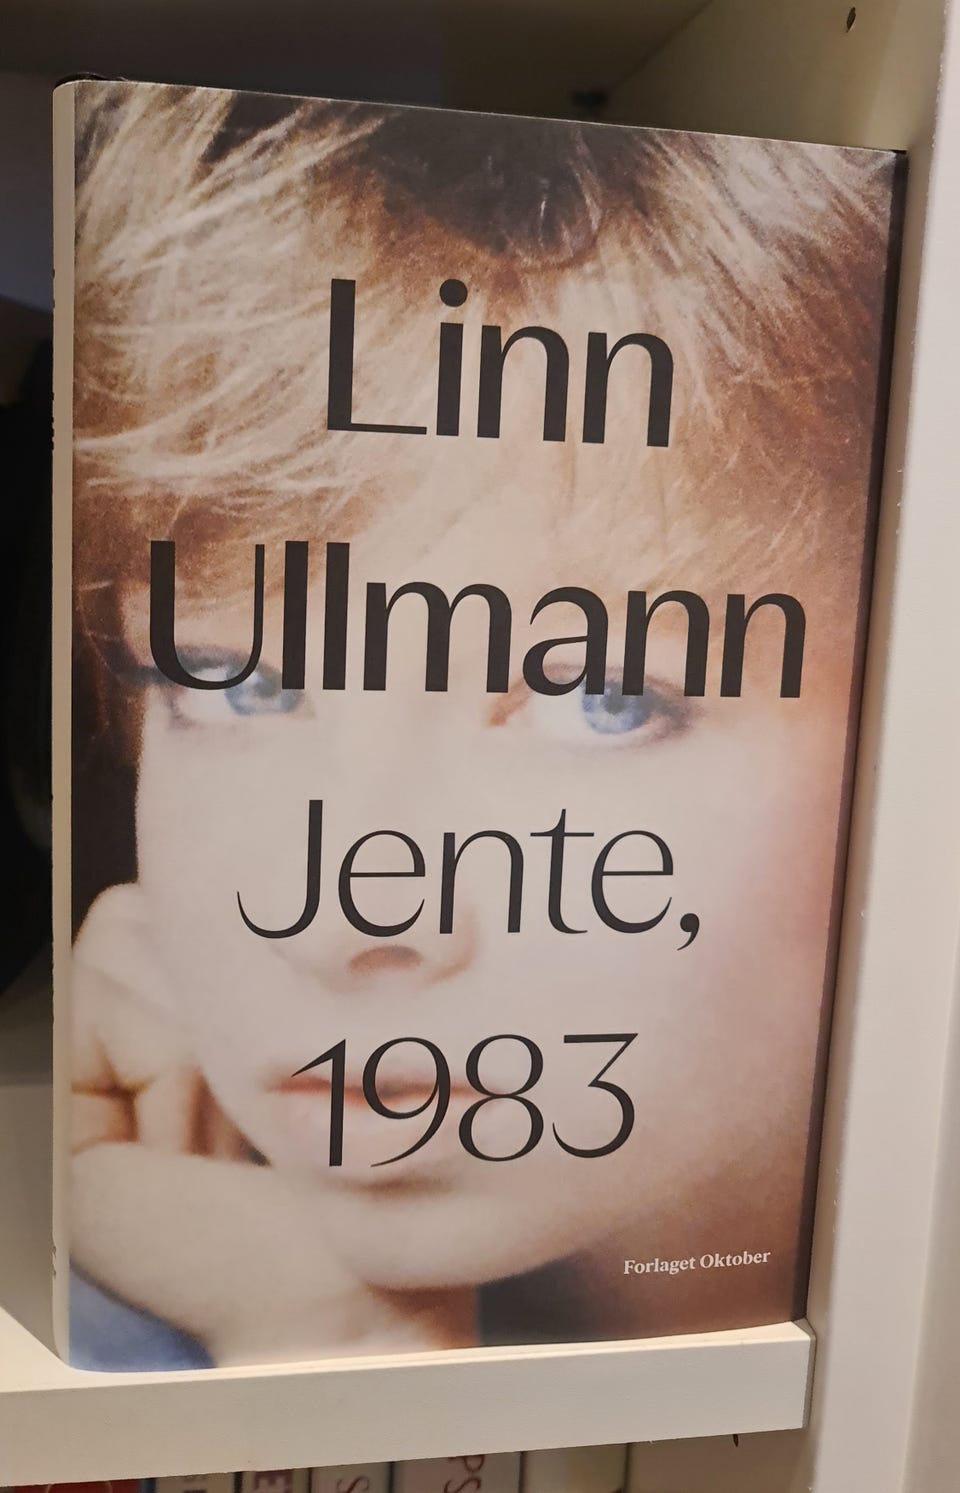 Linn
Ullmann
Jente,
1983
Forlaget Oktober